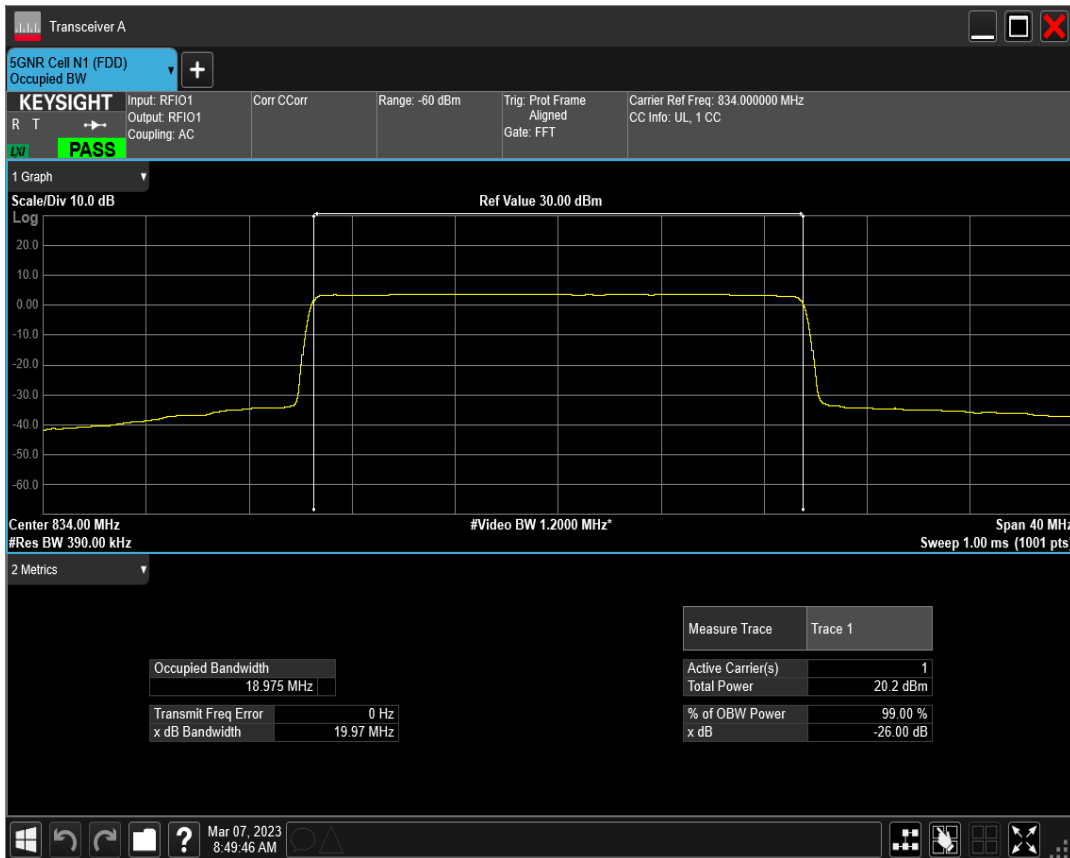 Transceiver A
5GNR Cell N1 (FDD)
Occupied BW
+
KEYSIGHT
R T
LXI
PASS
Input: RFIO1
Output: RFIO1
Coupling: AC
Corr CCorr
Range: -60 dBm
Trig: Prot Frame
Aligned
Gate: FFT
Carrier Ref Freq: 834.000000 MHz
CC Info: UL, 1 CC
1 Graph
Scale/Div 10.0 dB
Ref Value 30.00 dBm
Log
20.0
10.0
0.00
-10.0
-20.0
-30.0
-40.0
-50.0
-60.0
Center 834.00 MHz
#Video BW 1.2000 MHz*
Span 40 MHz
#Res BW 390.00 kHz
Sweep 1.00 ms (1001 pts)
2 Metrics
Measure Trace Trace 1
Occupied Bandwidth
18.975 MHz
Active Carrier(s) 1
Total Power 20.2 dBm
Transmit Freq Error 0 Hz
x dB Bandwidth 19.97 MHz
% of OBW Power 99.00 %
x dB -26.00 dB
?
Mar 07, 2023
8:49:46 AM